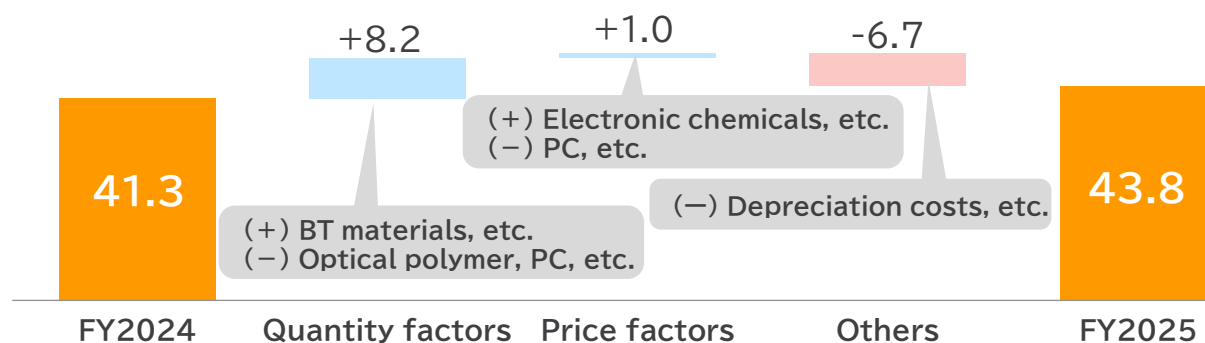 +8.2
+1.0
-6.7
(+) Electronic chemicals, etc.
(−) PC, etc.
41.3
43.8
(−) Depreciation costs, etc.
(+) BT materials, etc.
(−) Optical polymer, PC, etc.
FY2024
Quantity factors
Price factors
Others
FY2025